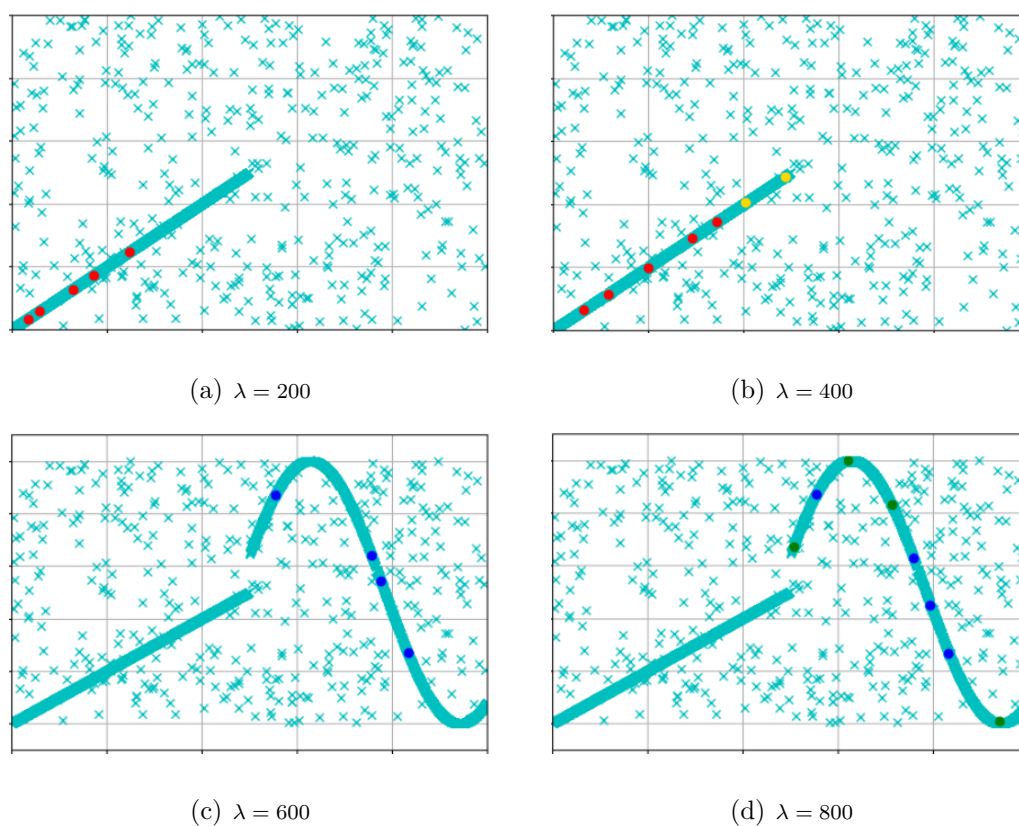 (a) λ = 200
(b) λ = 400
(c) λ = 600
(d) λ = 800